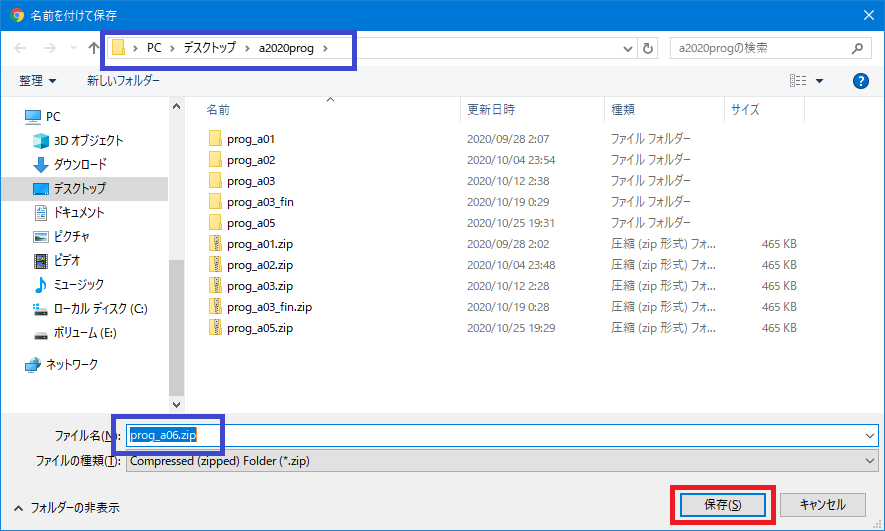 名前を付けて保存
PC › デスクトップ › a2020prog ›
a2020progの検索
整理 新しいフォルダー
PC
3D オブジェクト
ダウンロード
デスクトップ
ドキュメント
ピクチャ
ビデオ
ミュージック
ローカル ディスク (C:)
ボリューム (E:)
ネットワーク
名前 更新日時 種類 サイズ
prog_a01 2020/09/28 2:07 ファイル フォルダー
prog_a02 2020/10/04 23:54 ファイル フォルダー
prog_a03 2020/10/12 2:38 ファイル フォルダー
prog_a03_fin 2020/10/19 0:29 ファイル フォルダー
prog_a05 2020/10/25 19:31 ファイル フォルダー
prog_a01.zip 2020/09/28 2:02 圧縮 (zip 形式) フォ... 465 KB
prog_a02.zip 2020/10/04 23:48 圧縮 (zip 形式) フォ... 465 KB
prog_a03.zip 2020/10/12 2:28 圧縮 (zip 形式) フォ... 465 KB
prog_a03_fin.zip 2020/10/19 0:28 圧縮 (zip 形式) フォ... 465 KB
prog_a05.zip 2020/10/25 19:29 圧縮 (zip 形式) フォ... 465 KB
ファイル名(N): prog_a06.zip
ファイルの種類(T): Compressed (zipped) Folder (*.zip)
フォルダーの非表示
保存(S) キャンセル